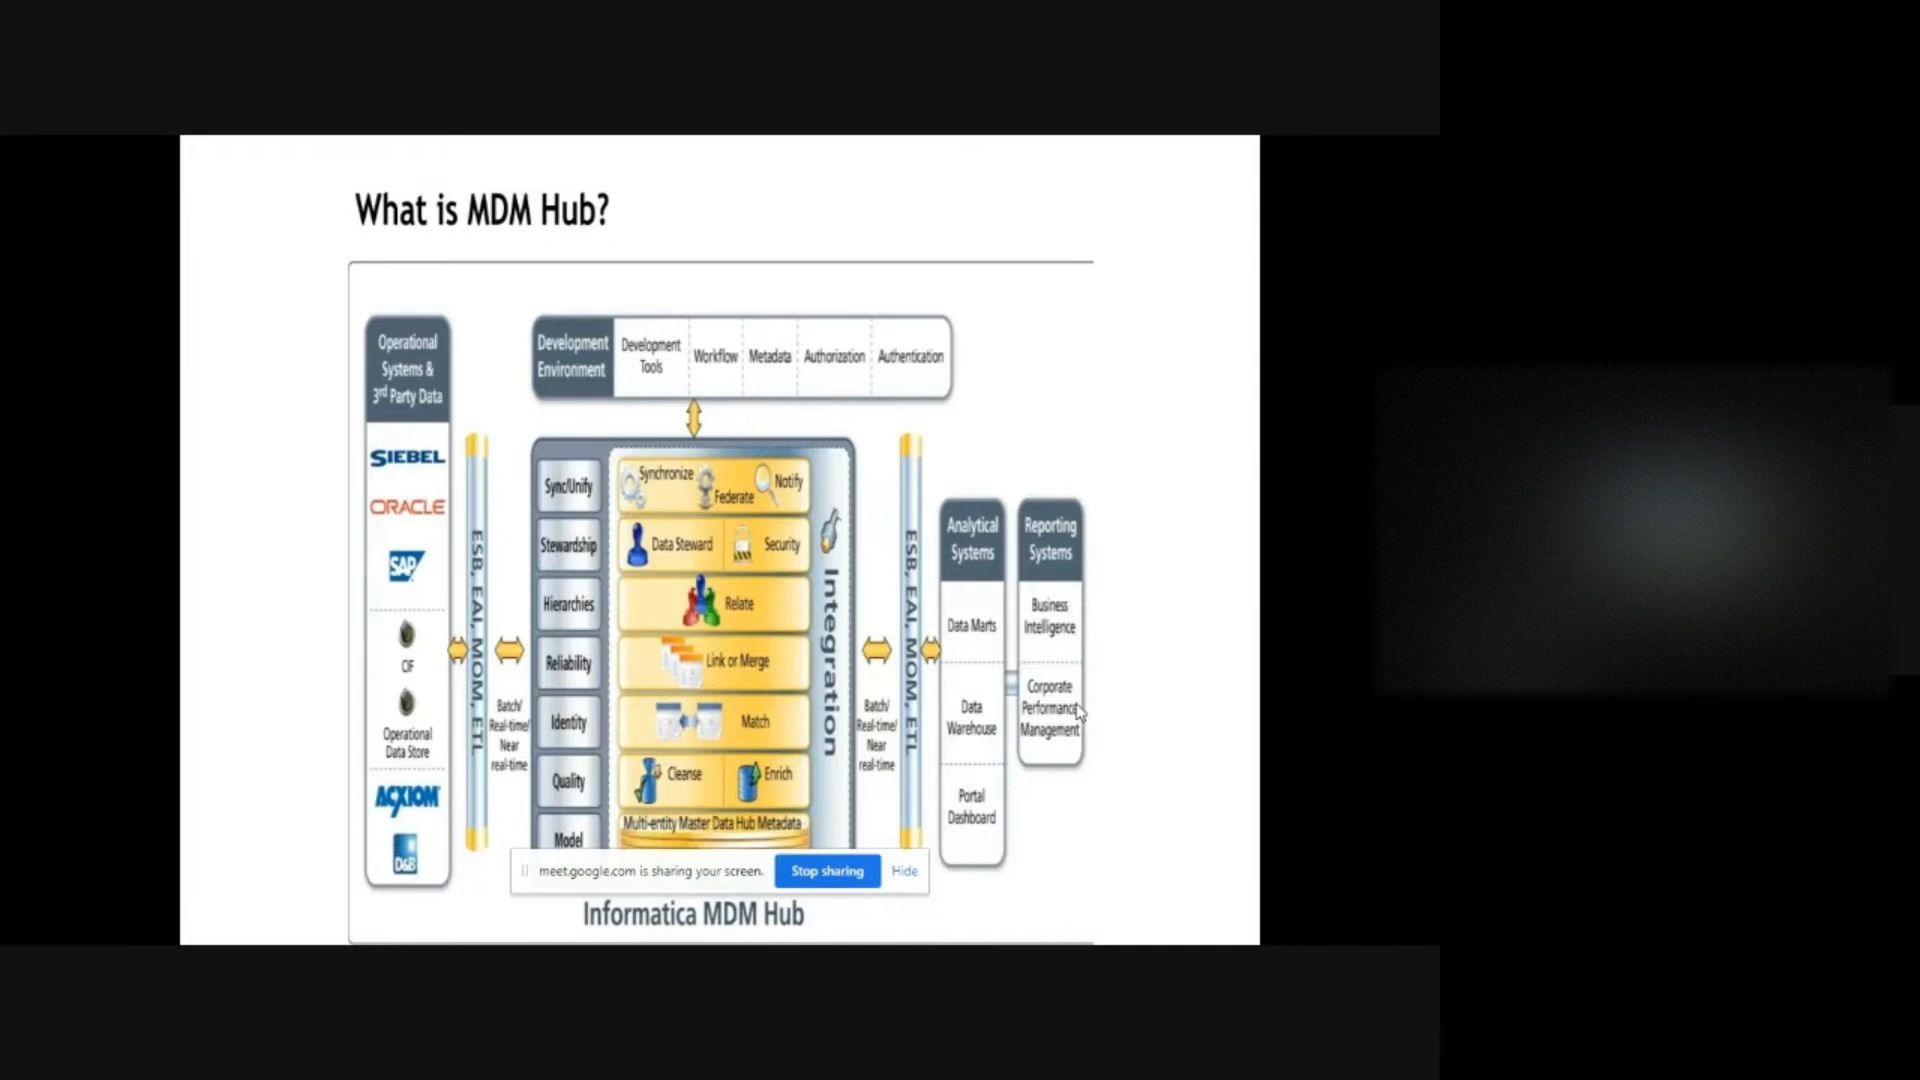 What is MDM Hub?
Operational
Systems &
3rd Party Data
SIEBEL
ORACLE
SAP
CIF
Operational
Data Store
ACXIOM
D&B
ESB, EAI, MOM, ETL
Batch/
Real-time/
Near
real-time
Development
Environment
Development
Tools
Workflow
Metadata
Authorization
Authentication
Sync/Unify
Synchronize
Federate
Notify
Stewardship
Data Steward
Security
Hierarchies
Relate
Reliability
Link or Merge
Identity
Match
Quality
Cleanse
Enrich
Model
Multi-entity Master Data Hub Metadata
Integration
Batch/
Real-time/
Near
real-time
ESB, EAI, MOM, ETL
Analytical
Systems
Data Marts
Data
Warehouse
Portal
Dashboard
Reporting
Systems
Business
Intelligence
Corporate
Performance
Management
meet.google.com is sharing your screen.
Stop sharing
Hide
Informatica MDM Hub